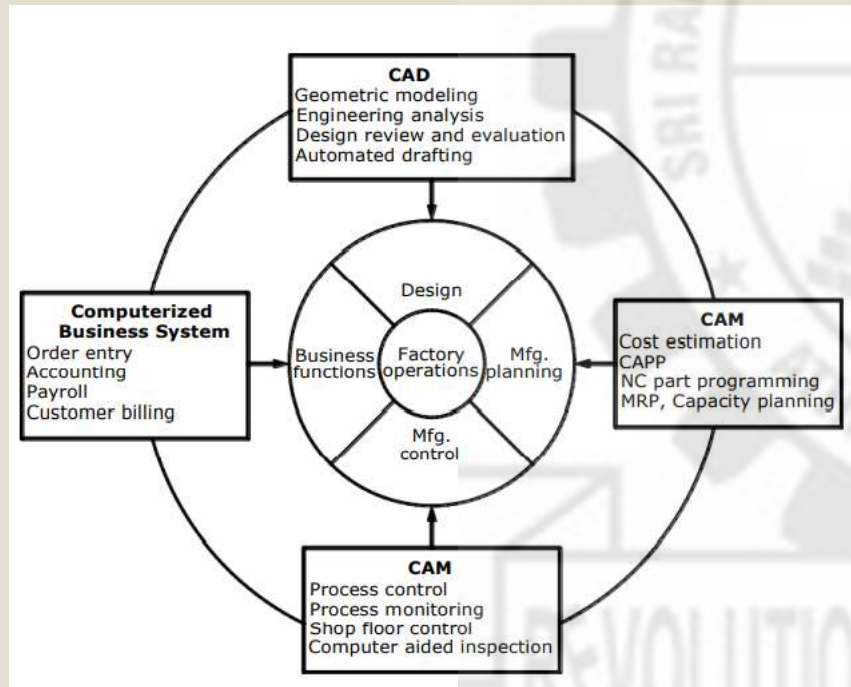 CAD
Geometric modeling
Engineering analysis
Design review and evaluation
Automated drafting
Computerized
Business System
Order entry
Accounting
Payroll
Customer billing
Design
Business
functions
Factory
operations
Mfg.
planning
Mfg.
control
CAM
Cost estimation
CAPP
NC part programming
MRP, Capacity planning
CAM
Process control
Process monitoring
Shop floor control
Computer aided inspection
SRI RA